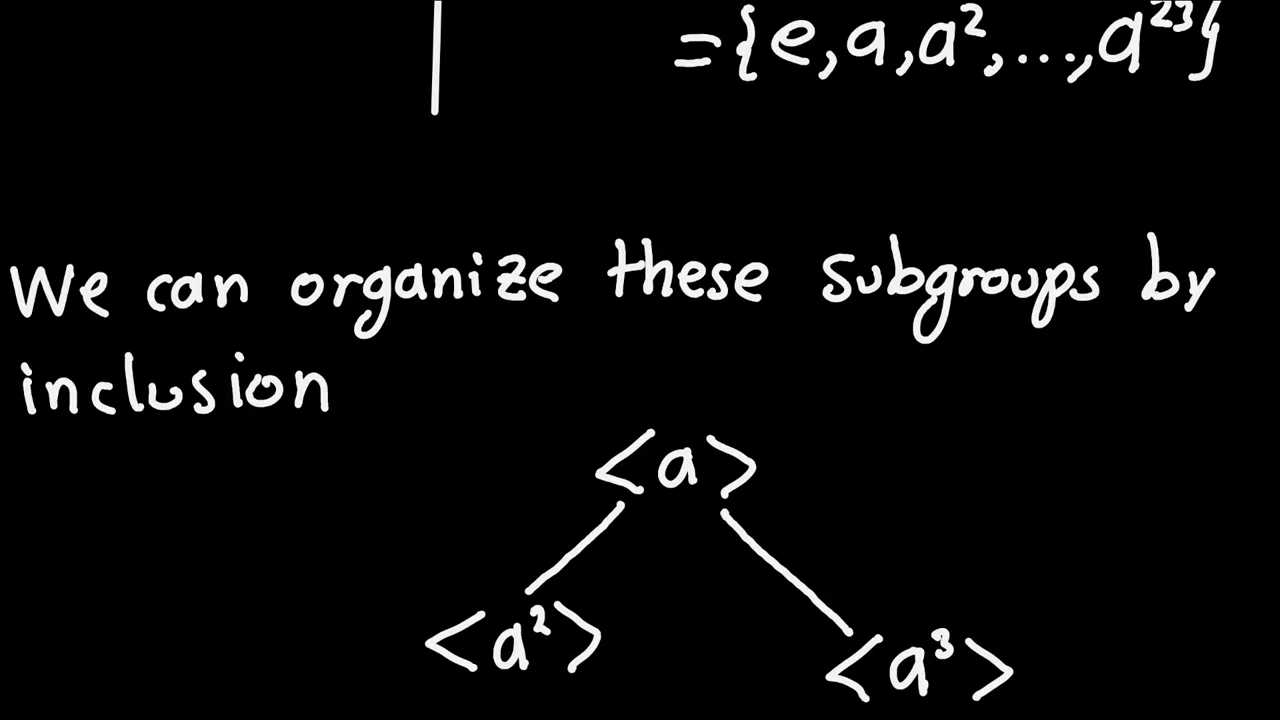 ={e,a,a²,...,a²³}
We can organize these subgroups by
inclusion
<a>
<a²>
<a³>